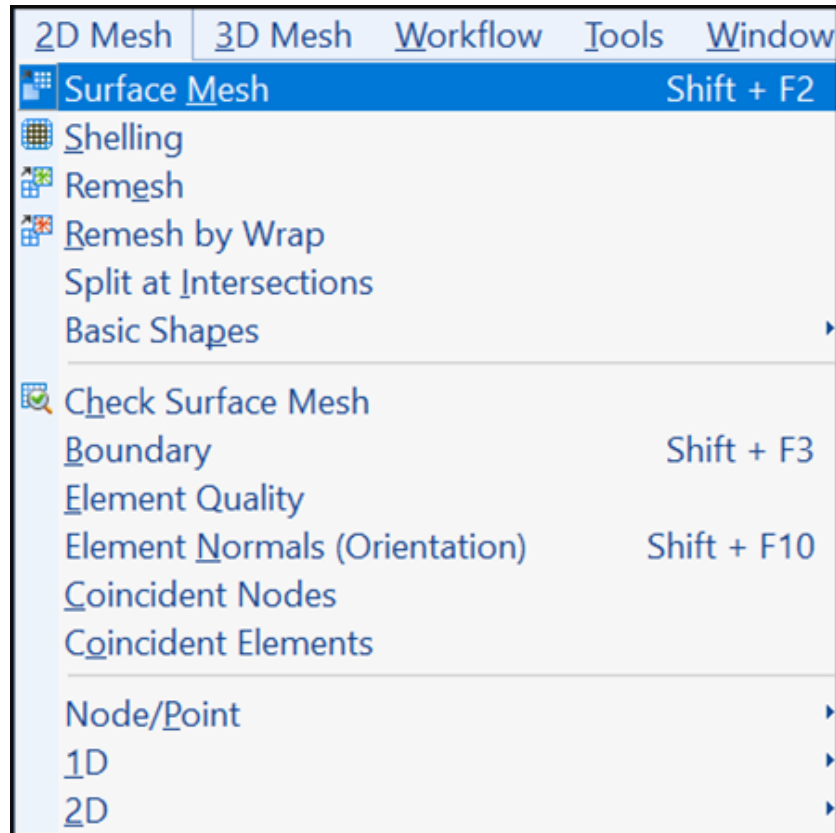 2D Mesh 3D Mesh Workflow Tools Window
Surface Mesh Shift + F2
Shelling
Remesh
Remesh by Wrap
Split at Intersections
Basic Shapes
Check Surface Mesh
Boundary Shift + F3
Element Quality
Element Normals (Orientation) Shift + F10
Coincident Nodes
Coincident Elements
Node/Point
1D
2D